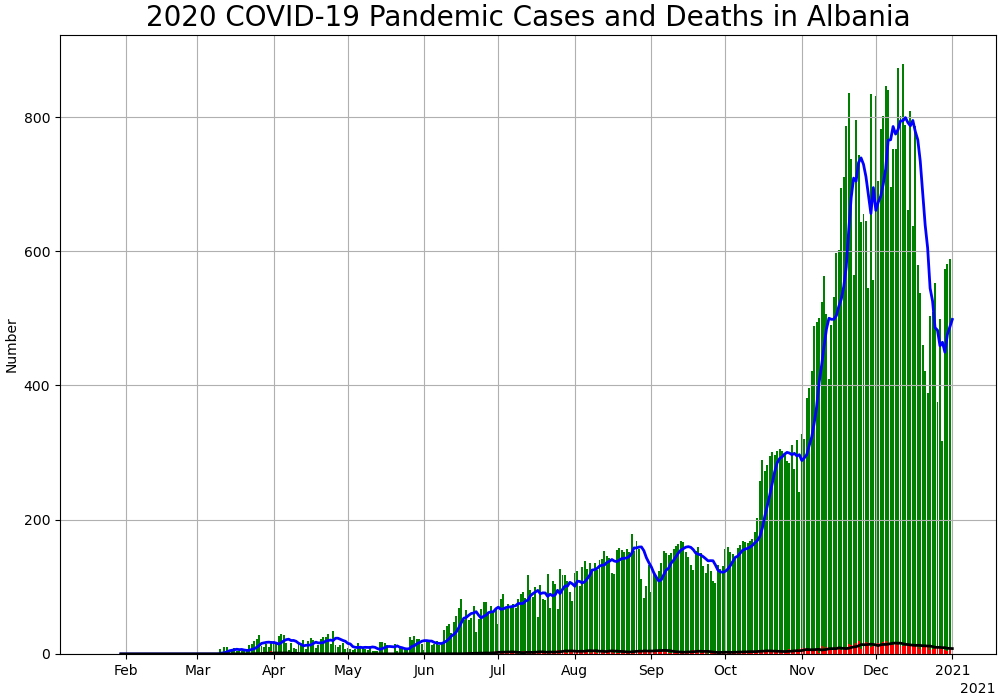 2020 COVID-19 Pandemic Cases and Deaths in Albania
Number
800
600
400
200
0
Feb Mar Apr May Jun Jul Aug Sep Oct Nov Dec 2021
2021